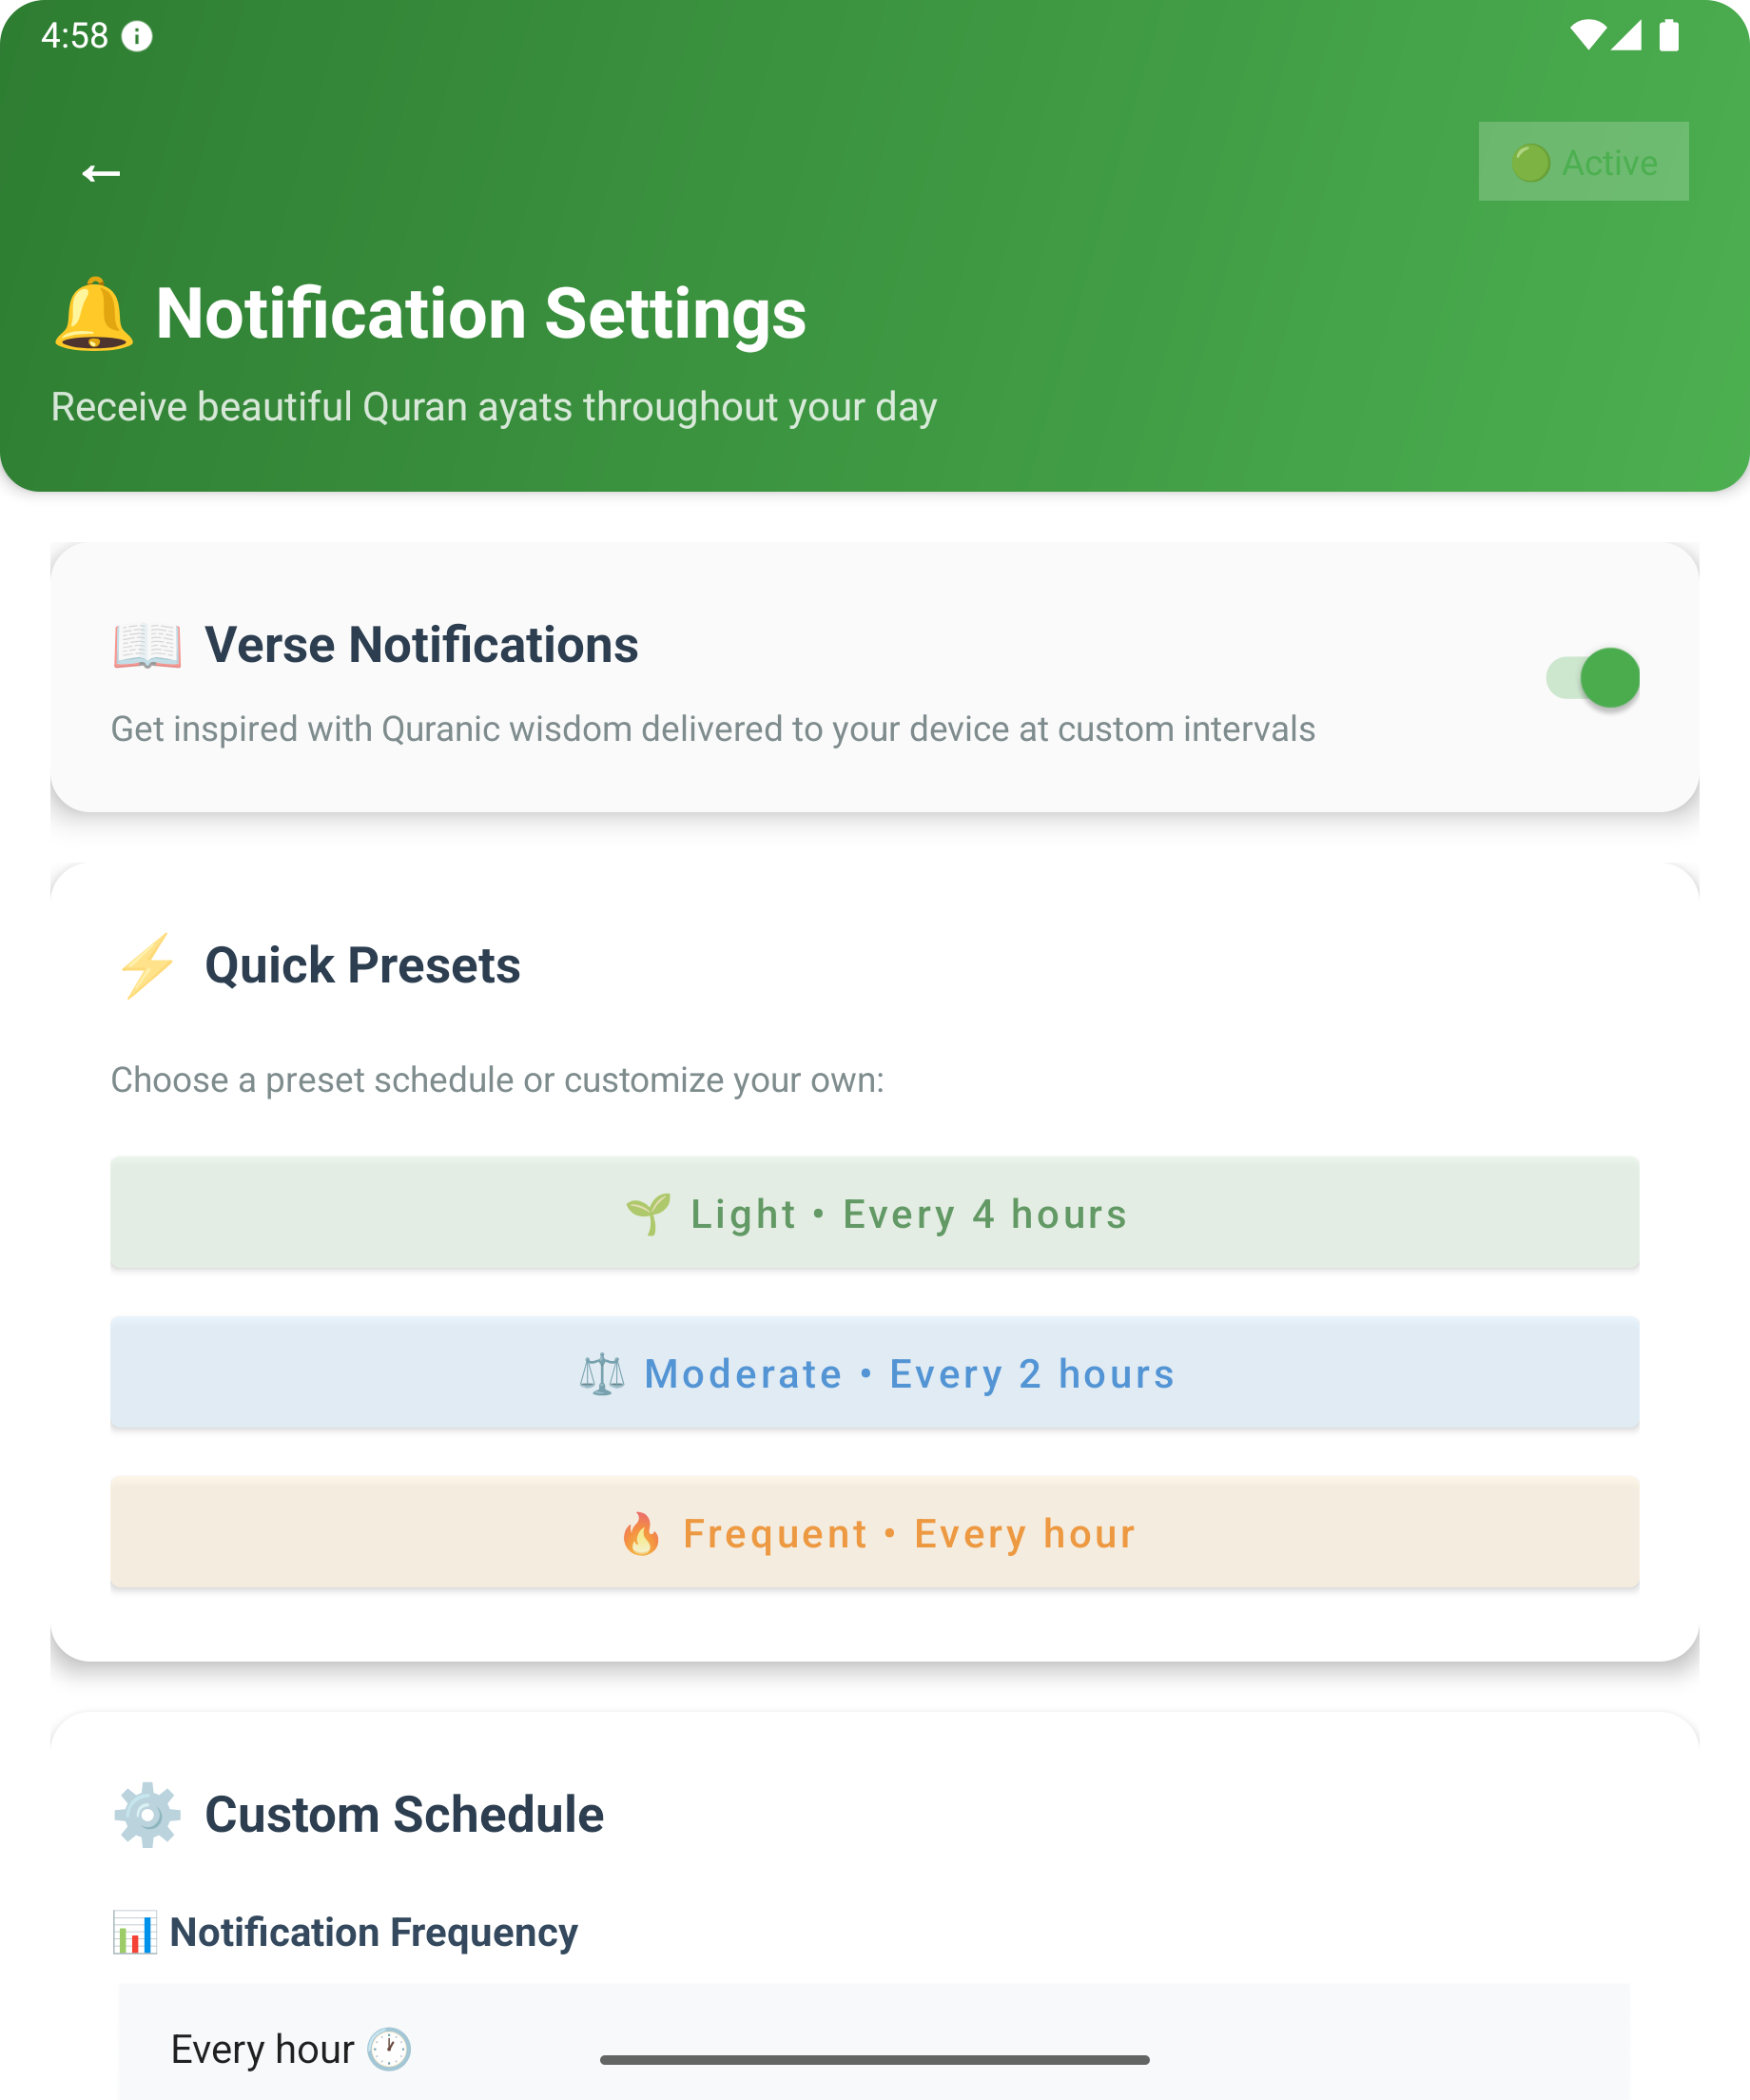 4:58
Active
Notification Settings
Receive beautiful Quran ayats throughout your day
Verse Notifications
Get inspired with Quranic wisdom delivered to your device at custom intervals
Quick Presets
Choose a preset schedule or customize your own:
Light • Every 4 hours
Moderate • Every 2 hours
Frequent • Every hour
Custom Schedule
Notification Frequency
Every hour